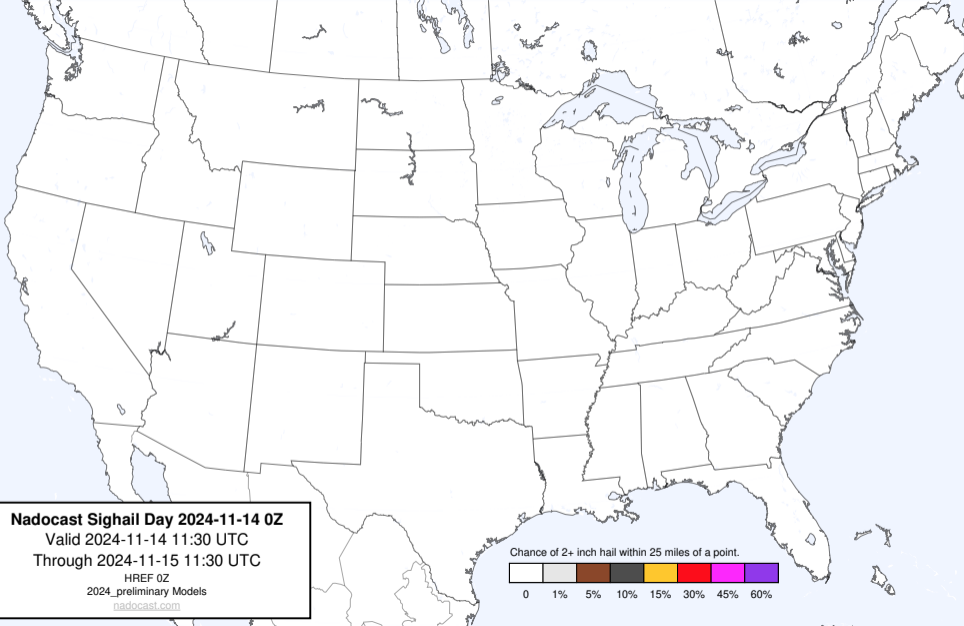 Nadocast Sighail Day 2024-11-14 0Z
Valid 2024-11-14 11:30 UTC
Through 2024-11-15 11:30 UTC
HREF 0Z
2024_preliminary Models
nadocast.com
Chance of 2+ inch hail within 25 miles of a point.
0 1% 5% 10% 15% 30% 45% 60%